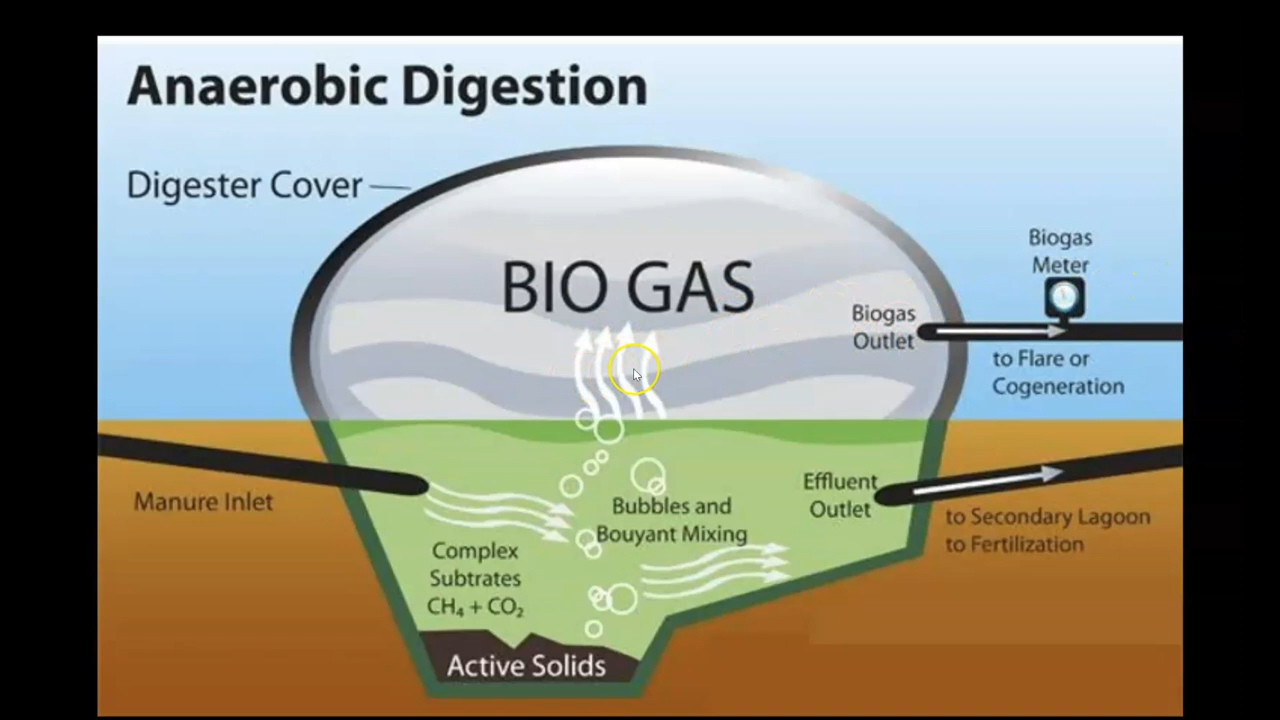 Anaerobic Digestion
Digester Cover
BIO GAS
Biogas
Meter
Biogas
Outlet
to Flare or
Cogeneration
Manure Inlet
Effluent
Outlet
to Secondary Lagoon
to Fertilization
Bubbles and
Bouyant Mixing
Complex
Subtrates
CH₄ + CO₂
Active Solids